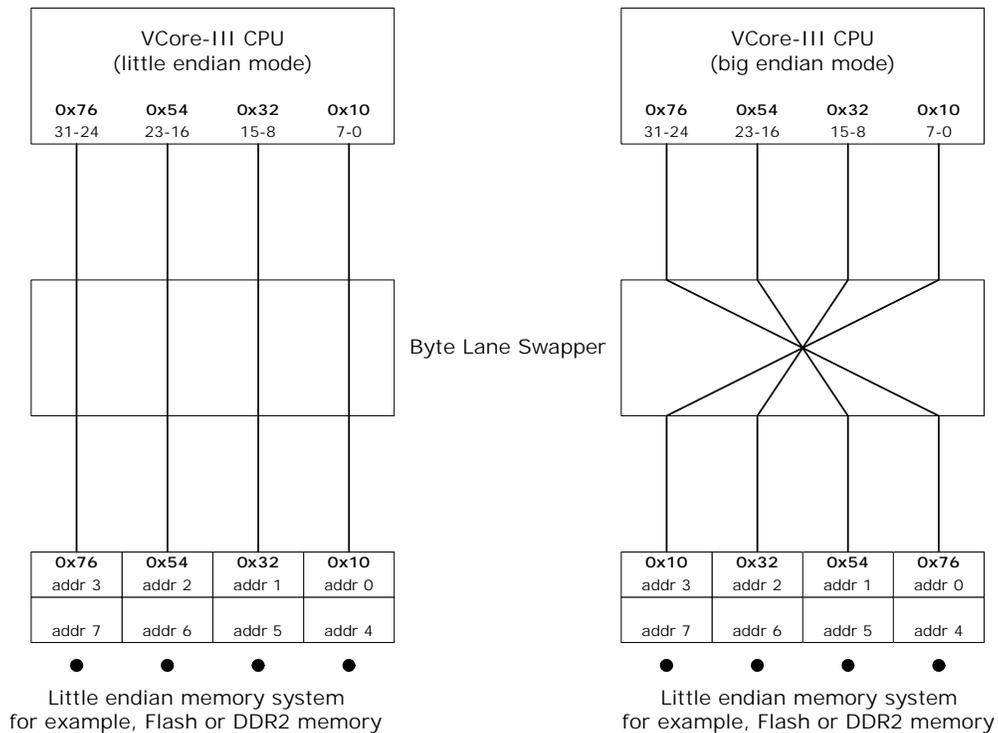 VCore-III CPU
(little endian mode)
0x76 0x54 0x32 0x10
31-24 23-16 15-8 7-0
VCore-III CPU
(big endian mode)
0x76 0x54 0x32 0x10
31-24 23-16 15-8 7-0
Byte Lane Swapper
0x76 0x54 0x32 0x10
addr 3 addr 2 addr 1 addr 0
addr 7 addr 6 addr 5 addr 4
Little endian memory system
for example, Flash or DDR2 memory
0x10 0x32 0x54 0x76
addr 3 addr 2 addr 1 addr 0
addr 7 addr 6 addr 5 addr 4
Little endian memory system
for example, Flash or DDR2 memory